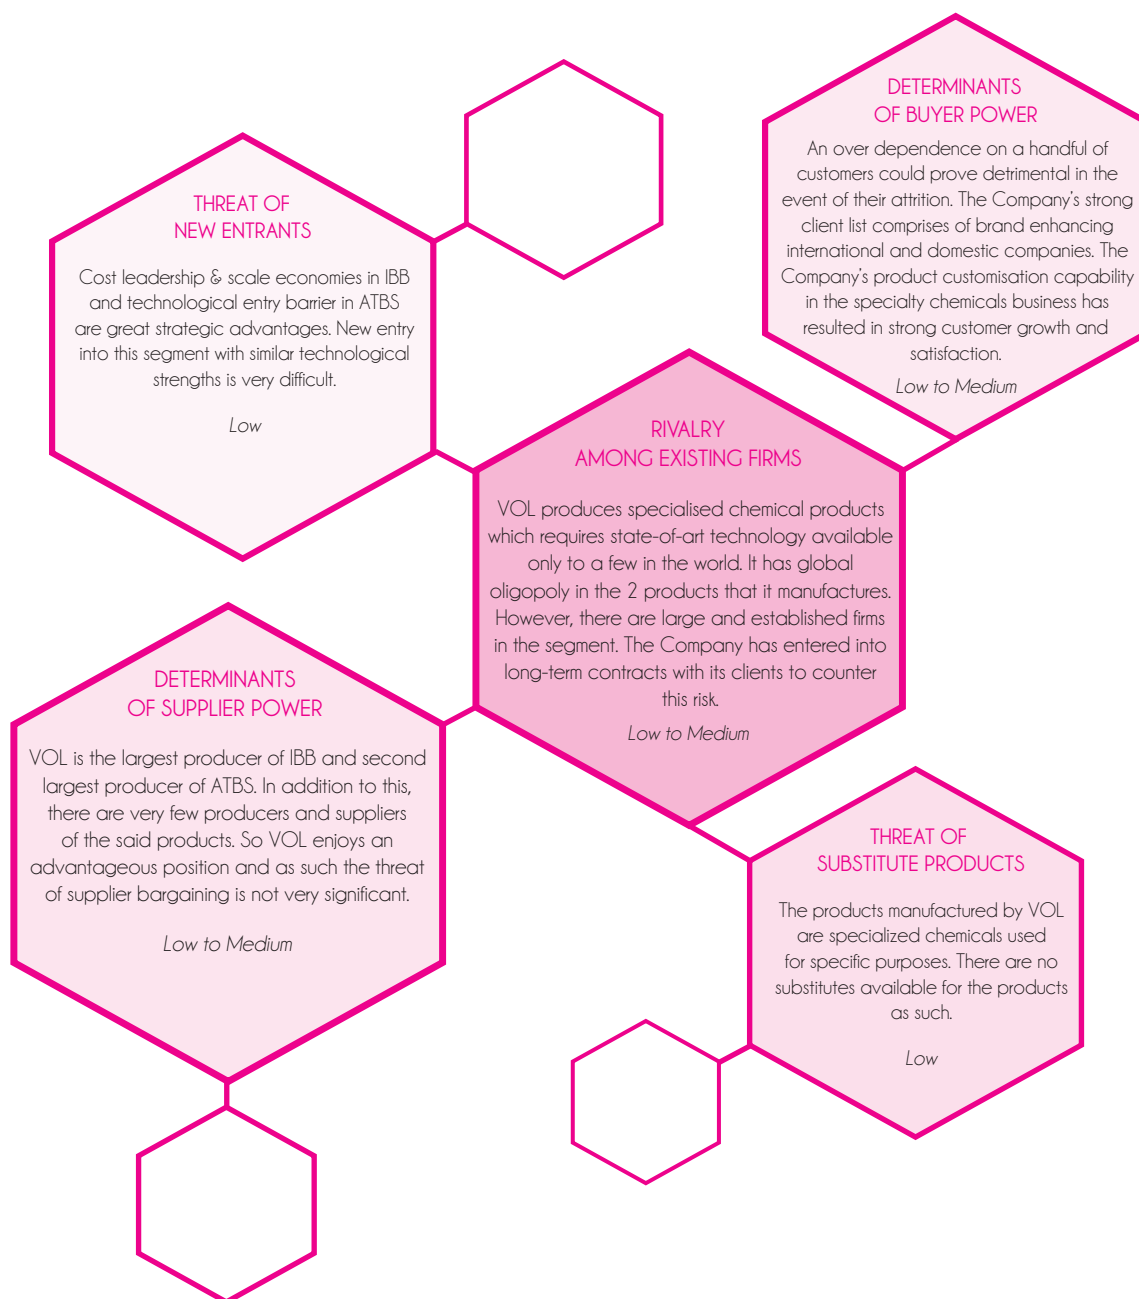 DETERMINANTS
OF BUYER POWER
An over dependence on a handful of
customers could prove detrimental in the
event of their attrition. The Company's strong
client list comprises of brand enhancing
international and domestic companies. The
Company's product customisation capability
in the specialty chemicals business has
resulted in strong customer growth and
satisfaction.
Low to Medium
THREAT OF
NEW ENTRANTS
Cost leadership & scale economies in IBB
and technological entry barrier in ATBS
are great strategic advantages. New entry
into this segment with similar technological
strengths is very difficult.
Low
RIVALRY
AMONG EXISTING FIRMS
VOL produces specialised chemical products
which requires state-of-art technology available
only to a few in the world. It has global
oligopoly in the 2 products that it manufactures.
However, there are large and established firms
in the segment. The Company has entered into
long-term contracts with its clients to counter
this risk.
Low to Medium
DETERMINANTS
OF SUPPLIER POWER
VOL is the largest producer of IBB and second
largest producer of ATBS. In addition to this,
there are very few producers and suppliers
of the said products. So VOL enjoys an
advantageous position and as such the threat
of supplier bargaining is not very significant.
Low to Medium
THREAT OF
SUBSTITUTE PRODUCTS
The products manufactured by VOL
are specialized chemicals used
for specific purposes. There are no
substitutes available for the products
as such.
Low